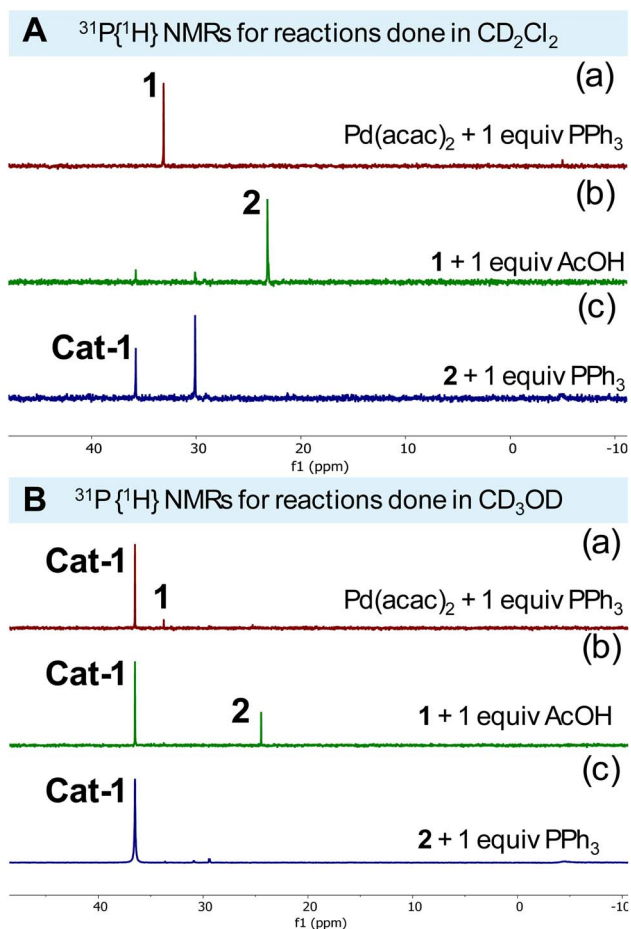 A ³¹P{¹H} NMRs for reactions done in CD₂Cl₂
(a)
1
Pd(acac)₂ + 1 equiv PPh₃
(b)
2
1 + 1 equiv AcOH
(c)
Cat-1
2 + 1 equiv PPh₃
40 30 20 10 0 -10
f1 (ppm)
B ³¹P{¹H} NMRs for reactions done in CD₃OD
(a)
Cat-1
1
Pd(acac)₂ + 1 equiv PPh₃
(b)
Cat-1
2
1 + 1 equiv AcOH
(c)
Cat-1
2 + 1 equiv PPh₃
40 30 20 10 0 -10
f1 (ppm)